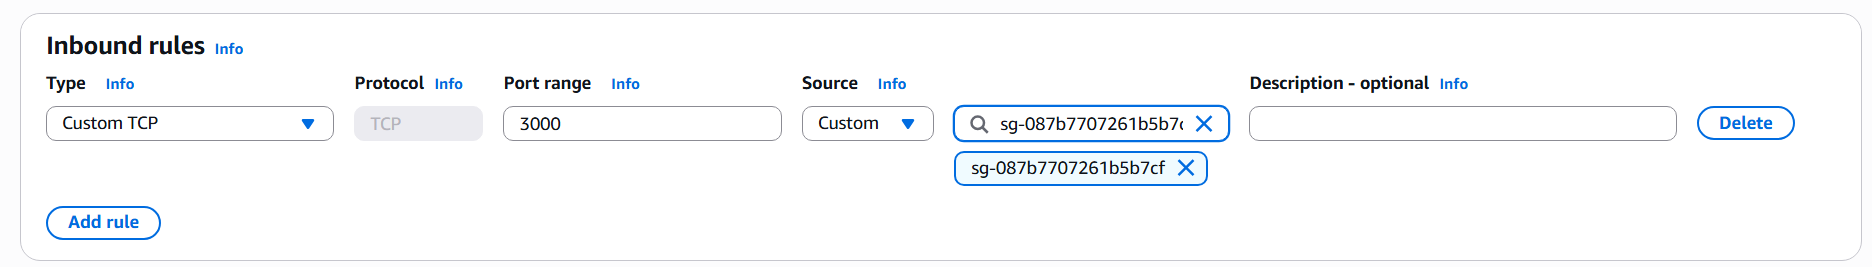 Inbound rules Info
Type Info Protocol Info Port range Info Source Info Description - optional Info
Custom TCP TCP 3000 Custom sg-087b7707261b5b7 Delete
sg-087b7707261b5b7cf
Add rule